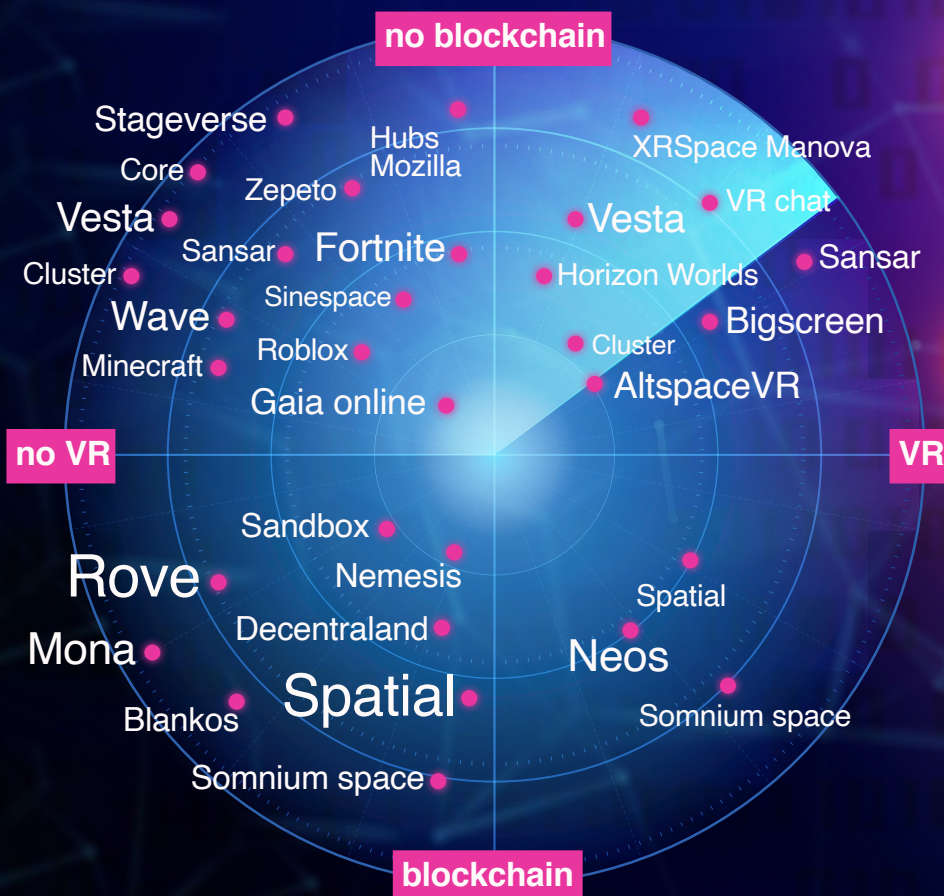 no blockchain
Stageverse
Hubs
Mozilla
XRSpace Manova
Core
Zepeto
VR chat
Vesta
Vesta
Sansar
Fortnite
Sansar
Cluster
Horizon Worlds
Sinespace
Wave
Bigscreen
Roblox
Cluster
Minecraft
AltspaceVR
Gaia online
no VR
VR
Sandbox
Rove
Nemesis
Spatial
Decentraland
Mona
Neos
Spatial
Blankos
Somnium space
Somnium space
blockchain